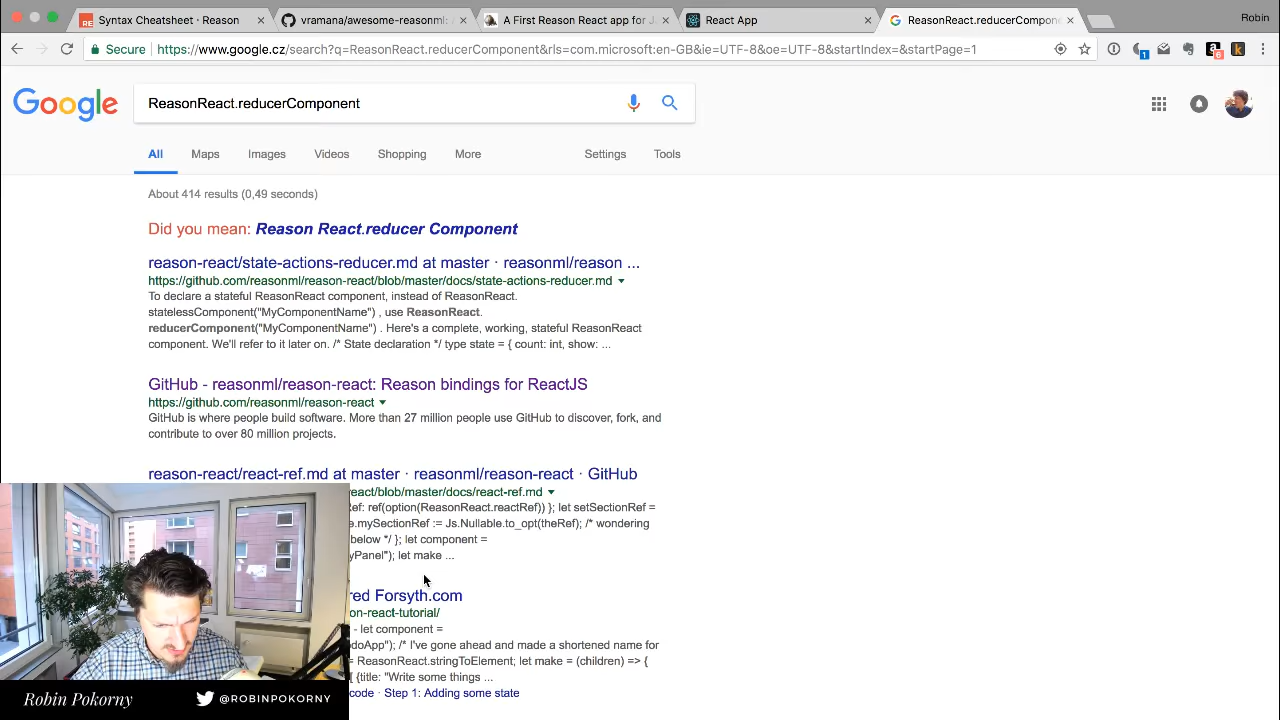 Syntax Cheatsheet · Reason
vramana/awesome-reasonml:
A First Reason React app for J
React App
ReasonReact.reducerCompon
Robin
Secure
https://www.google.cz/search?q=ReasonReact.reducerComponent&rls=com.microsoft:en-GB&ie=UTF-8&oe=UTF-8&startIndex=&startPage=1
Google
ReasonReact.reducerComponent
All
Maps
Images
Videos
Shopping
More
Settings
Tools
About 414 results (0,49 seconds)
Did you mean: Reason React.reducer Component
reason-react/state-actions-reducer.md at master · reasonml/reason ...
https://github.com/reasonml/reason-react/blob/master/docs/state-actions-reducer.md
To declare a stateful ReasonReact component, instead of ReasonReact.
statelessComponent("MyComponentName") , use ReasonReact.
reducerComponent("MyComponentName") . Here's a complete, working, stateful ReasonReact
component. We'll refer to it later on. /* State declaration */ type state = { count: int, show: ...
GitHub - reasonml/reason-react: Reason bindings for ReactJS
https://github.com/reasonml/reason-react
GitHub is where people build software. More than 27 million people use GitHub to discover, fork, and
contribute to over 80 million projects.
reason-react/react-ref.md at master · reasonml/reason-react · GitHub
eact/blob/master/docs/react-ref.md
Ref: ref(option(ReasonReact.reactRef)) }; let setSectionRef =
e.mySectionRef := Js.Nullable.to_opt(theRef); /* wondering
below */ }; let component =
yPanel"); let make ...
red Forsyth.com
on-react-tutorial/
- let component =
doApp"); /* I've gone ahead and made a shortened name for
ReasonReact.stringToElement; let make = (children) => {
{ {title: "Write some things ...
code · Step 1: Adding some state
Robin Pokorny
@ROBINPOKORNY